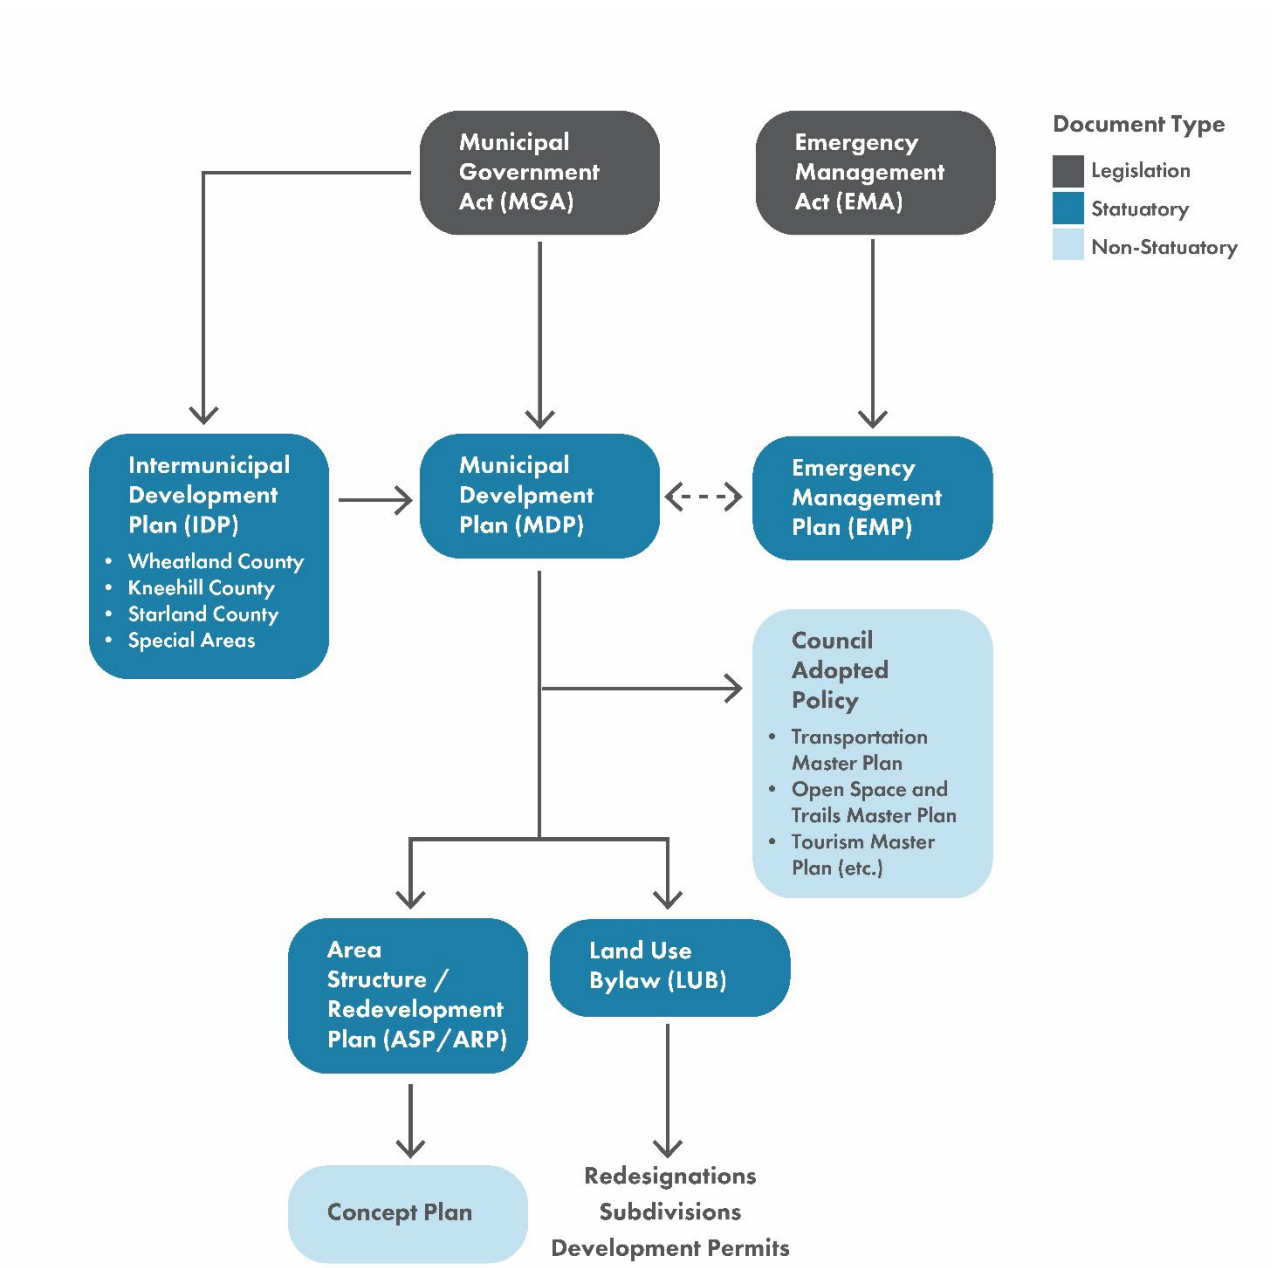 Municipal
Government
Act (MGA)
Emergency
Management
Act (EMA)
Document Type
Legislation
Statuatory
Non-Statuatory
Intermunicipal
Development
Plan (IDP)
• Wheatland County
• Kneehill County
• Starland County
• Special Areas
Municipal
Develpment
Plan (MDP)
Emergency
Management
Plan (EMP)
Council
Adopted
Policy
• Transportation
Master Plan
• Open Space and
Trails Master Plan
• Tourism Master
Plan (etc.)
Area
Structure /
Redevelopment
Plan (ASP/ARP)
Land Use
Bylaw (LUB)
Concept Plan
Redesignations
Subdivisions
Development Permits